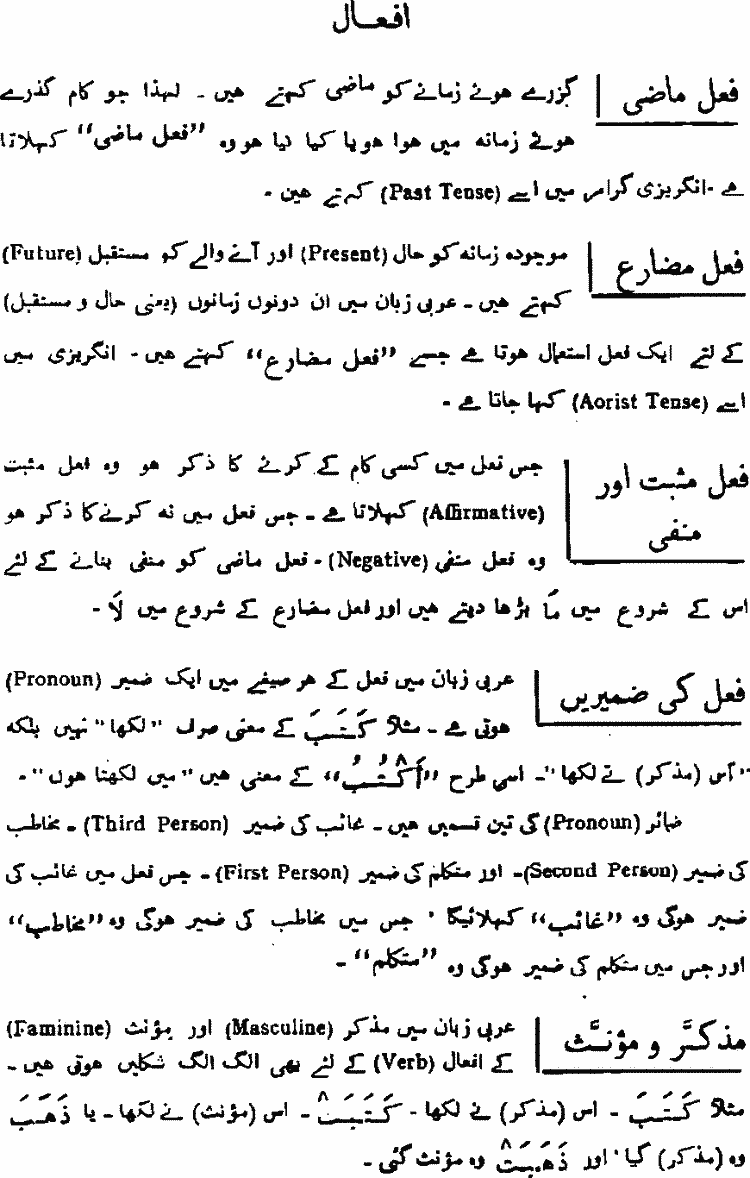 افعال
فعل ماضی
گزرے ہوئے زمانے کو ماضی کہتے ہیں ۔ لہذا جو کام گذرے
ہوئے زمانہ میں ہوا ہو یا کیا دیا ہو وہ ”فعل ماضی“ کہلاتا
ہے ۔ انگریزی گرامر میں اسے (Past Tense) کہتے ہین ۔
فعل مضارع
موجودہ زمانہ کو حال (Present) اور آنے والے کو مستقبل (Future)
کہتے ہیں ۔ عربی زبان میں ان دونوں زمانوں (یعنی حال و مستقبل)
کے لئے ایک فعل استعمال ہوتا ہے جسے ”فعل مضارع“ کہتے ہیں ۔ انگریزی میں
اسے (Aorist Tense) کہا جاتا ہے ۔
فعل مثبت اور
منفی
جس فعل میں کسی کام کے کرنے کا ذکر ہو وہ فعل مثبت
(Affirmative) کہلاتا ہے ۔ جس فعل میں نہ کرنے کا ذکر ہو
وہ فعل منفی (Negative) ۔ فعل ماضی کو منفی بنانے کے لئے
اس کے شروع میں مَا بڑھا دیتے ہیں اور فعل مضارع کے شروع میں لَا ۔
فعل کی ضمیریں
عربی زبان میں فعل کے ہر صیغے میں ایک ضمیر (Pronoun)
ہوتی ہے ۔ مثلاً كَتَبَ کے معنی صرف ”لکھا“ نہیں بلکہ
”اُس (مذکر) نے لکھا“ ۔ اسی طرح ”أَكْتُبُ“ کے معنی ہیں ”میں لکھتا ہوں“ ۔
ضمائر (Pronoun) کی تین قسمیں ہیں ۔ غائب کی ضمیر (Third Person) ۔ مخاطب
کی ضمیر (Second Person) ۔ اور متکلم کی ضمیر (First Person) ۔ جس فعل میں غائب کی
ضمیر ہوگی وہ ”غائب“ کہلائیگا ' جس میں مخاطب کی ضمیر ہوگی وہ ”مخاطب“
اور جس میں متکلم کی ضمیر ہوگی وہ ”متکلم“ ۔
مذکَّر و مؤنَّث
عربی زبان میں مذکر (Masculine) اور مؤنث (Faminine)
کے افعال (Verb) کے لئے بھی الگ الگ شکلیں ہوتی ہیں ۔
مثلاً كَتَبَ ۔ اس (مذکر) نے لکھا ۔ كَتَبَتْ ۔ اس (مؤنث) نے لکھا ۔ یا ذَهَبَ
وہ (مذکر) گیا ' اور ذَهَبَتْ وہ مؤنث گئی ۔